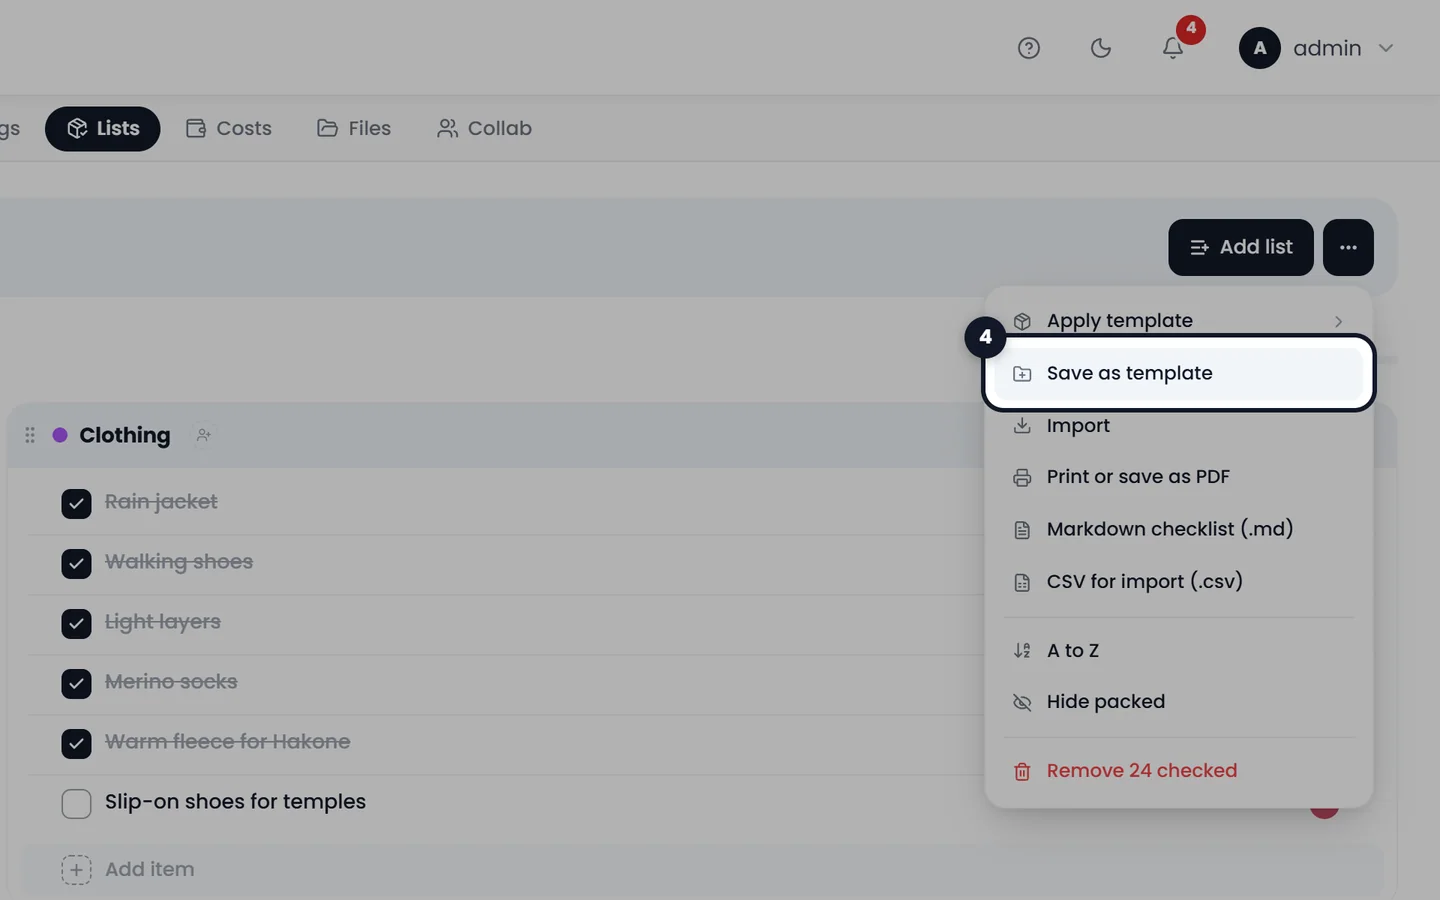 4
A admin
gs Lists Costs Files Collab
Add list
Apply template
4
Save as template
Import
Print or save as PDF
Markdown checklist (.md)
CSV for import (.csv)
A to Z
Hide packed
Remove 24 checked
Clothing
Rain jacket
Walking shoes
Light layers
Merino socks
Warm fleece for Hakone
Slip-on shoes for temples
Add item